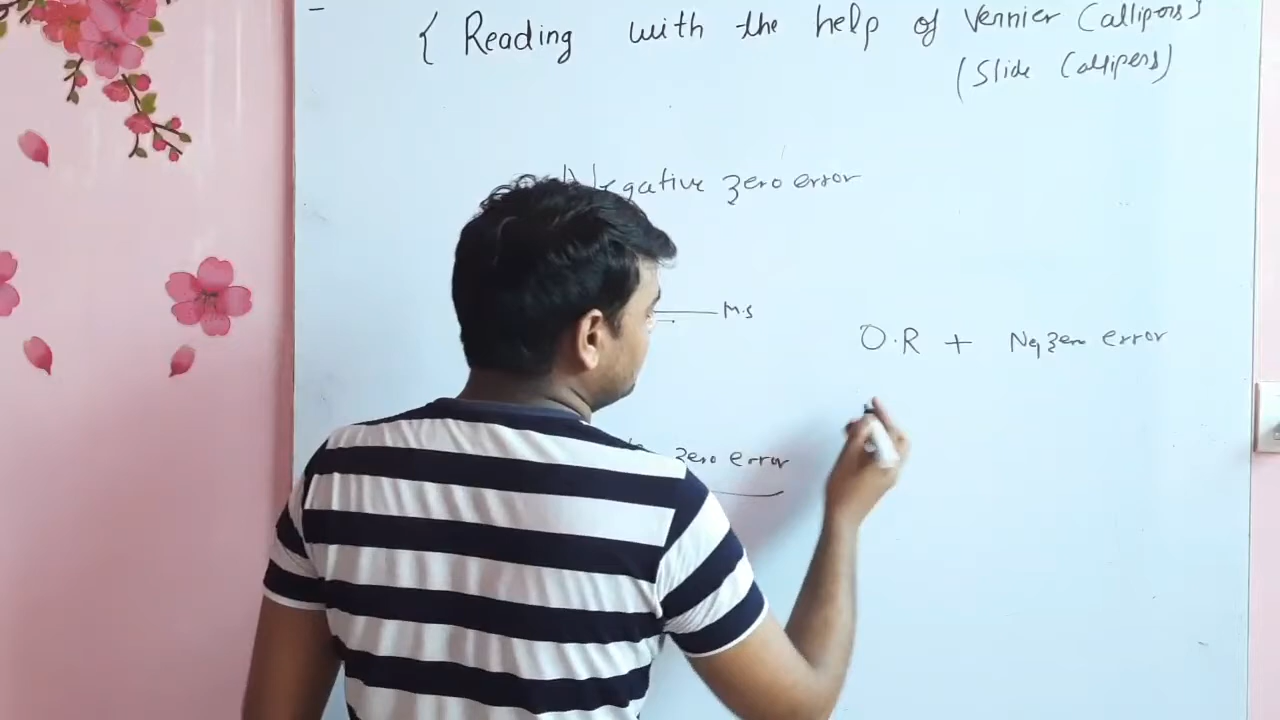 { Reading with the help of Vernier Callipers }
(Slide Callipers)
Negative zero error
M.S
O.R + Neg zero error
zero error